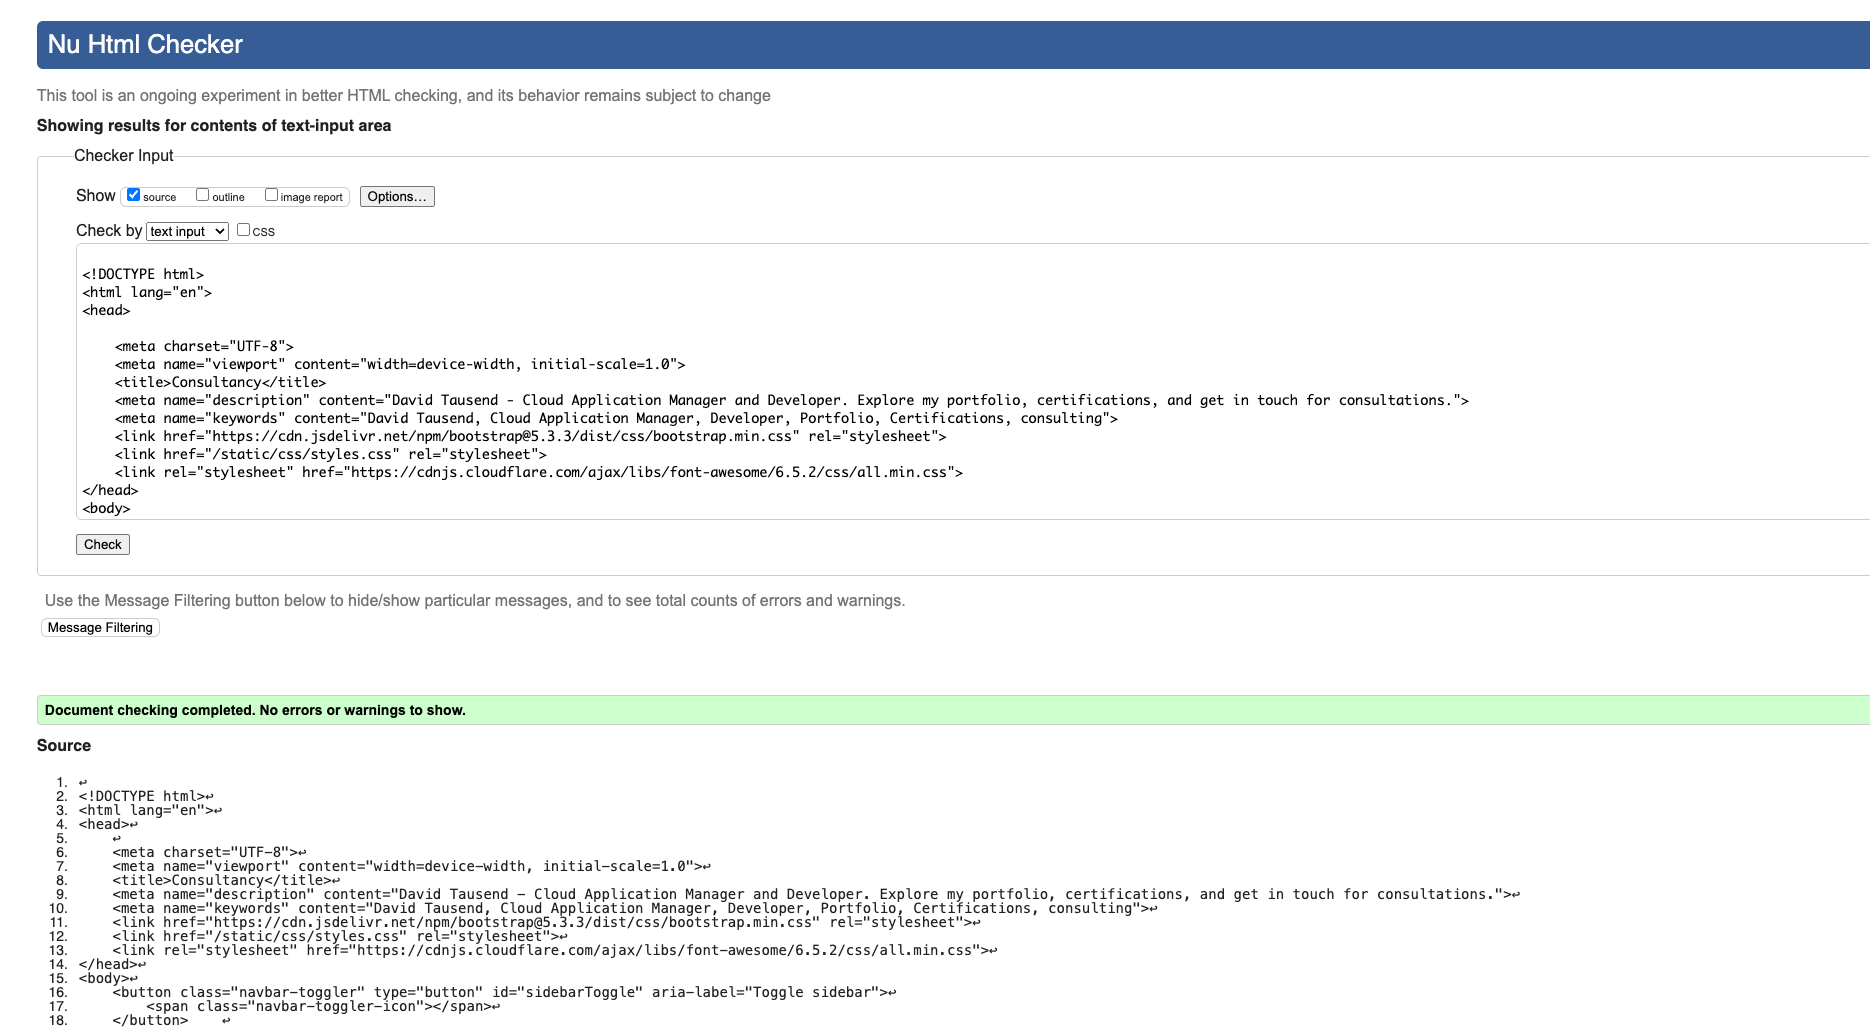 Nu Html Checker
This tool is an ongoing experiment in better HTML checking, and its behavior remains subject to change
Showing results for contents of text-input area
Checker Input
Show source outline image report Options...
Check by text input css
<!DOCTYPE html>
<html lang="en">
<head>
    <meta charset="UTF-8">
    <meta name="viewport" content="width=device-width, initial-scale=1.0">
    <title>Consultancy</title>
    <meta name="description" content="David Tausend - Cloud Application Manager and Developer. Explore my portfolio, certifications, and get in touch for consultations.">
    <meta name="keywords" content="David Tausend, Cloud Application Manager, Developer, Portfolio, Certifications, consulting">
    <link href="https://cdn.jsdelivr.net/npm/bootstrap@5.3.3/dist/css/bootstrap.min.css" rel="stylesheet">
    <link href="/static/css/styles.css" rel="stylesheet">
    <link rel="stylesheet" href="https://cdnjs.cloudflare.com/ajax/libs/font-awesome/6.5.2/css/all.min.css">
</head>
<body>
Check
Use the Message Filtering button below to hide/show particular messages, and to see total counts of errors and warnings.
Message Filtering
Document checking completed. No errors or warnings to show.
Source
1. ↩
2. <!DOCTYPE html>↩
3. <html lang="en">↩
4. <head>↩
5.     ↩
6.     <meta charset="UTF-8">↩
7.     <meta name="viewport" content="width=device-width, initial-scale=1.0">↩
8.     <title>Consultancy</title>↩
9.     <meta name="description" content="David Tausend - Cloud Application Manager and Developer. Explore my portfolio, certifications, and get in touch for consultations.">↩
10.     <meta name="keywords" content="David Tausend, Cloud Application Manager, Developer, Portfolio, Certifications, consulting">↩
11.     <link href="https://cdn.jsdelivr.net/npm/bootstrap@5.3.3/dist/css/bootstrap.min.css" rel="stylesheet">↩
12.     <link href="/static/css/styles.css" rel="stylesheet">↩
13.     <link rel="stylesheet" href="https://cdnjs.cloudflare.com/ajax/libs/font-awesome/6.5.2/css/all.min.css">↩
14. </head>↩
15. <body>↩
16.     <button class="navbar-toggler" type="button" id="sidebarToggle" aria-label="Toggle sidebar">↩
17.         <span class="navbar-toggler-icon"></span>↩
18.     </button>    ↩